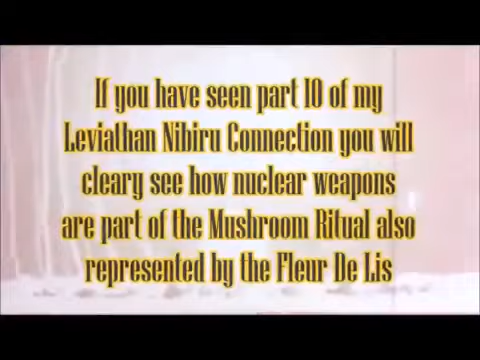 If you have seen part 10 of my
Leviathan Nibiru Connection you will
cleary see how nuclear weapons
are part of the Mushroom Ritual also
represented by the Fleur De Lis